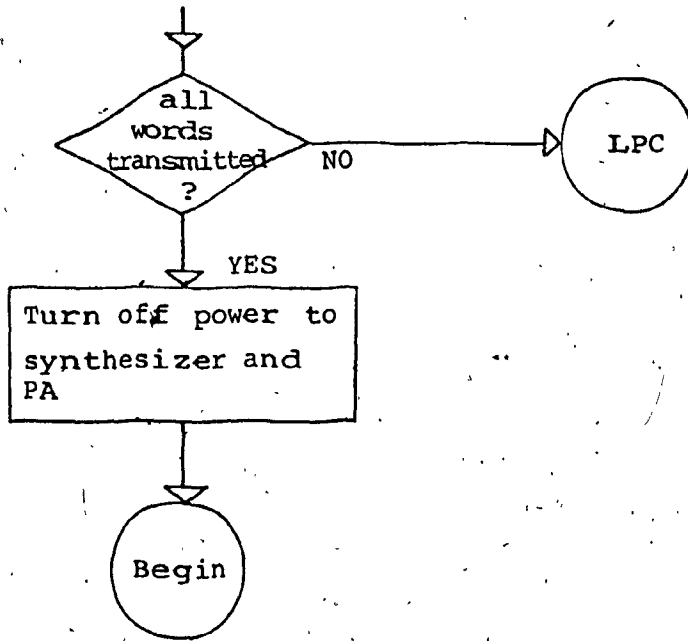 all
words
transmitted
?
NO
LPC
YES
Turn off power to
synthesizer and
PA
Begin